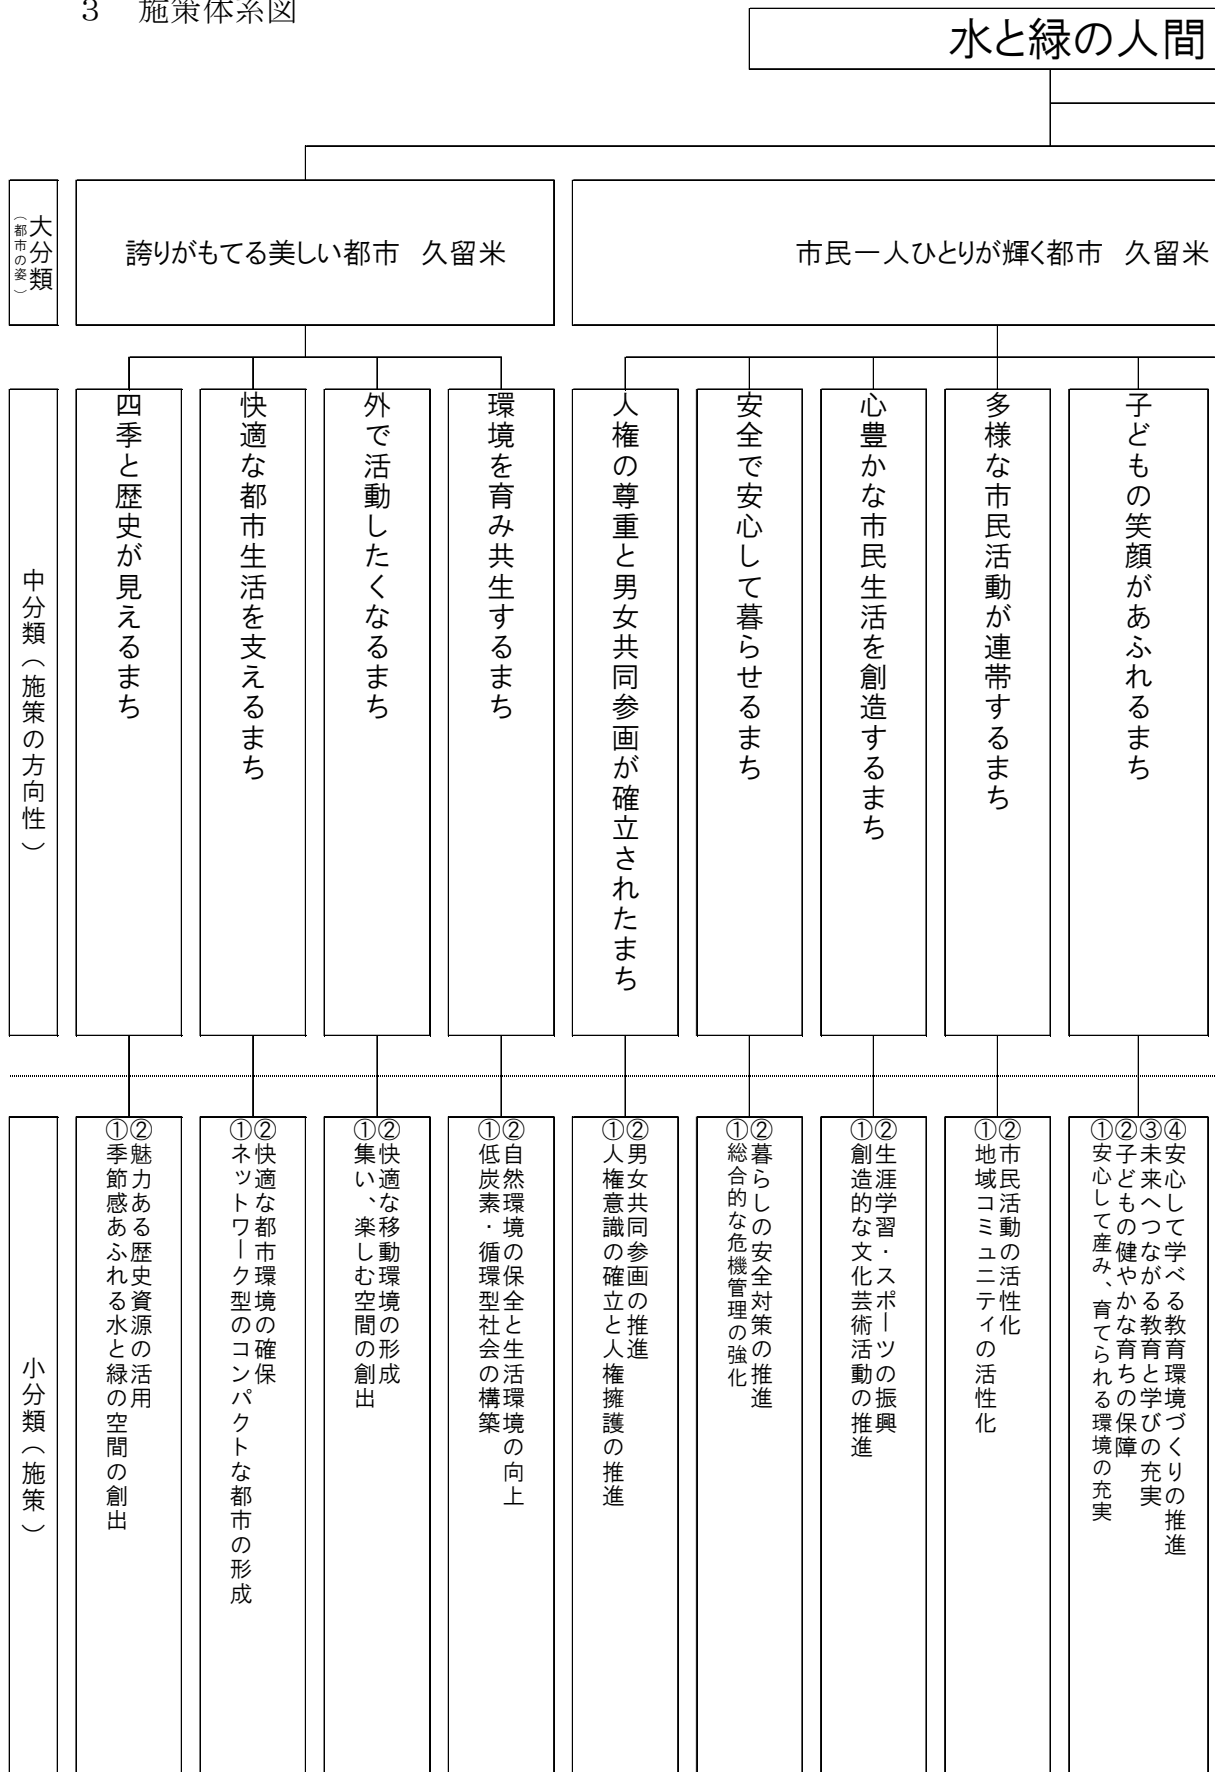 ３　施策体系図
水と緑の人間
大分類
（都市の姿）
誇りがもてる美しい都市　久留米
市民一人ひとりが輝く都市　久留米
中分類（施策の方向性）
四季と歴史が見えるまち
快適な都市生活を支えるまち
外で活動したくなるまち
環境を育み共生するまち
人権の尊重と男女共同参画が確立されたまち
安全で安心して暮らせるまち
心豊かな市民生活を創造するまち
多様な市民活動が連帯するまち
子どもの笑顔があふれるまち
小分類（施策）
①季節感あふれる水と緑の空間の創出
②魅力ある歴史資源の活用
①ネットワーク型のコンパクトな都市の形成
②快適な都市環境の確保
①集い、楽しむ空間の創出
②快適な移動環境の形成
①低炭素・循環型社会の構築
②自然環境の保全と生活環境の向上
①人権意識の確立と人権擁護の推進
②男女共同参画の推進
①総合的な危機管理の強化
②暮らしの安全対策の推進
①創造的な文化芸術活動の推進
②生涯学習・スポーツの振興
①地域コミュニティの活性化
②市民活動の活性化
①安心して産み、育てられる環境の充実
②子どもの健やかな育ちの保障
③未来へつながる教育と学びの充実
④安心して学べる教育環境づくりの推進